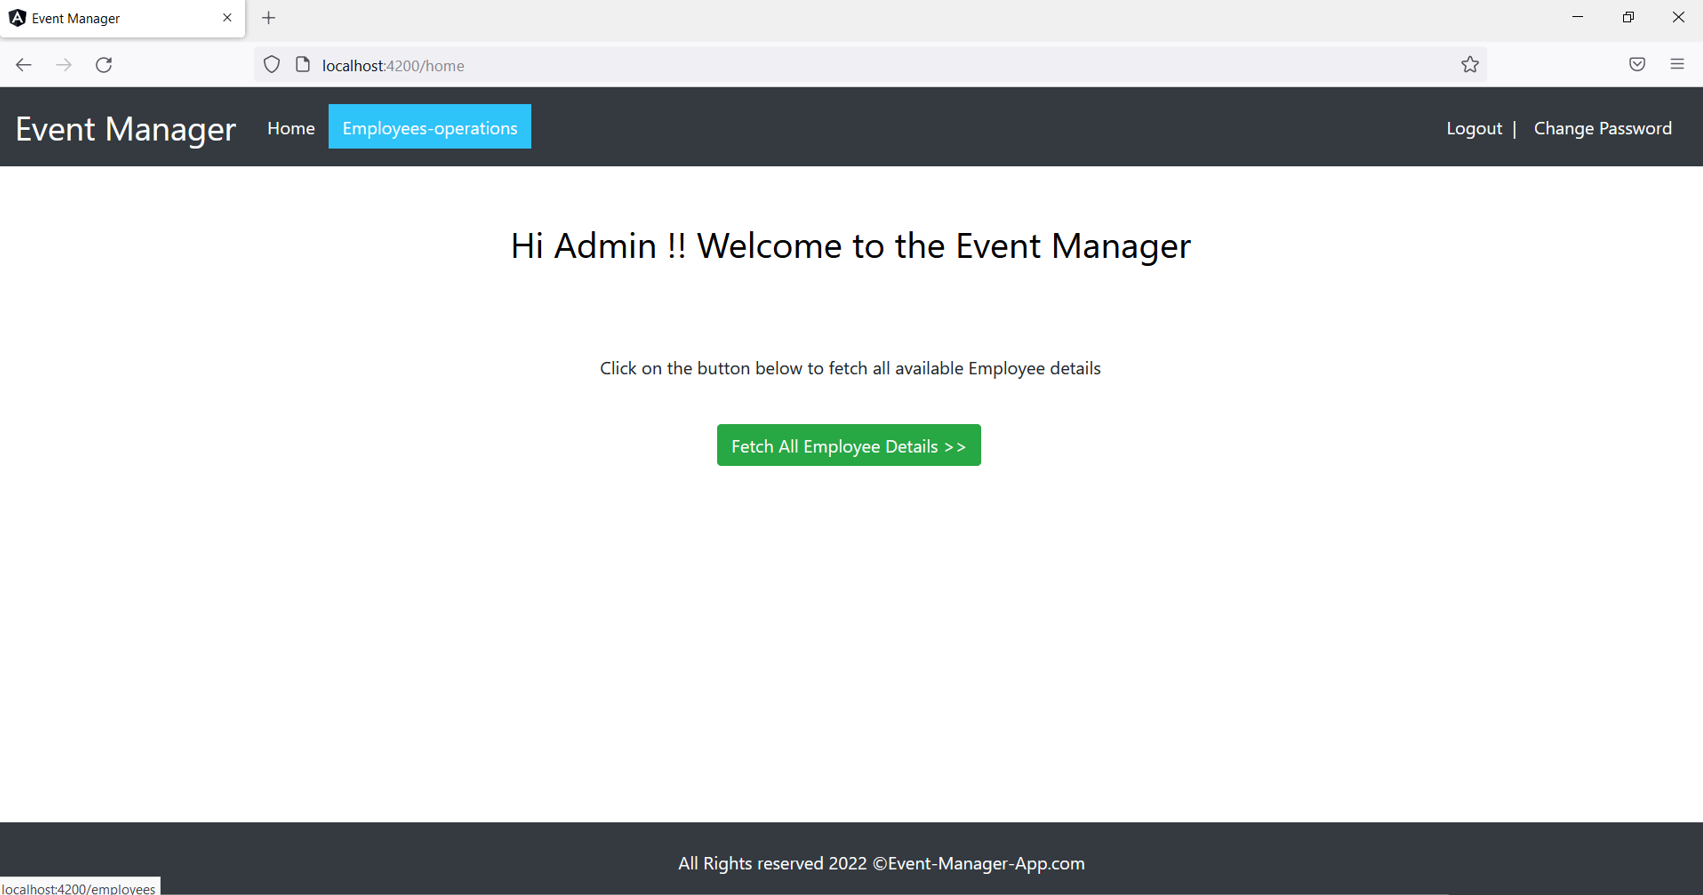 Event Manager
localhost:4200/home
Event Manager Home Employees-operations Logout | Change Password
Hi Admin !! Welcome to the Event Manager
Click on the button below to fetch all available Employee details
Fetch All Employee Details >>
All Rights reserved 2022 ©Event-Manager-App.com
localhost:4200/employees